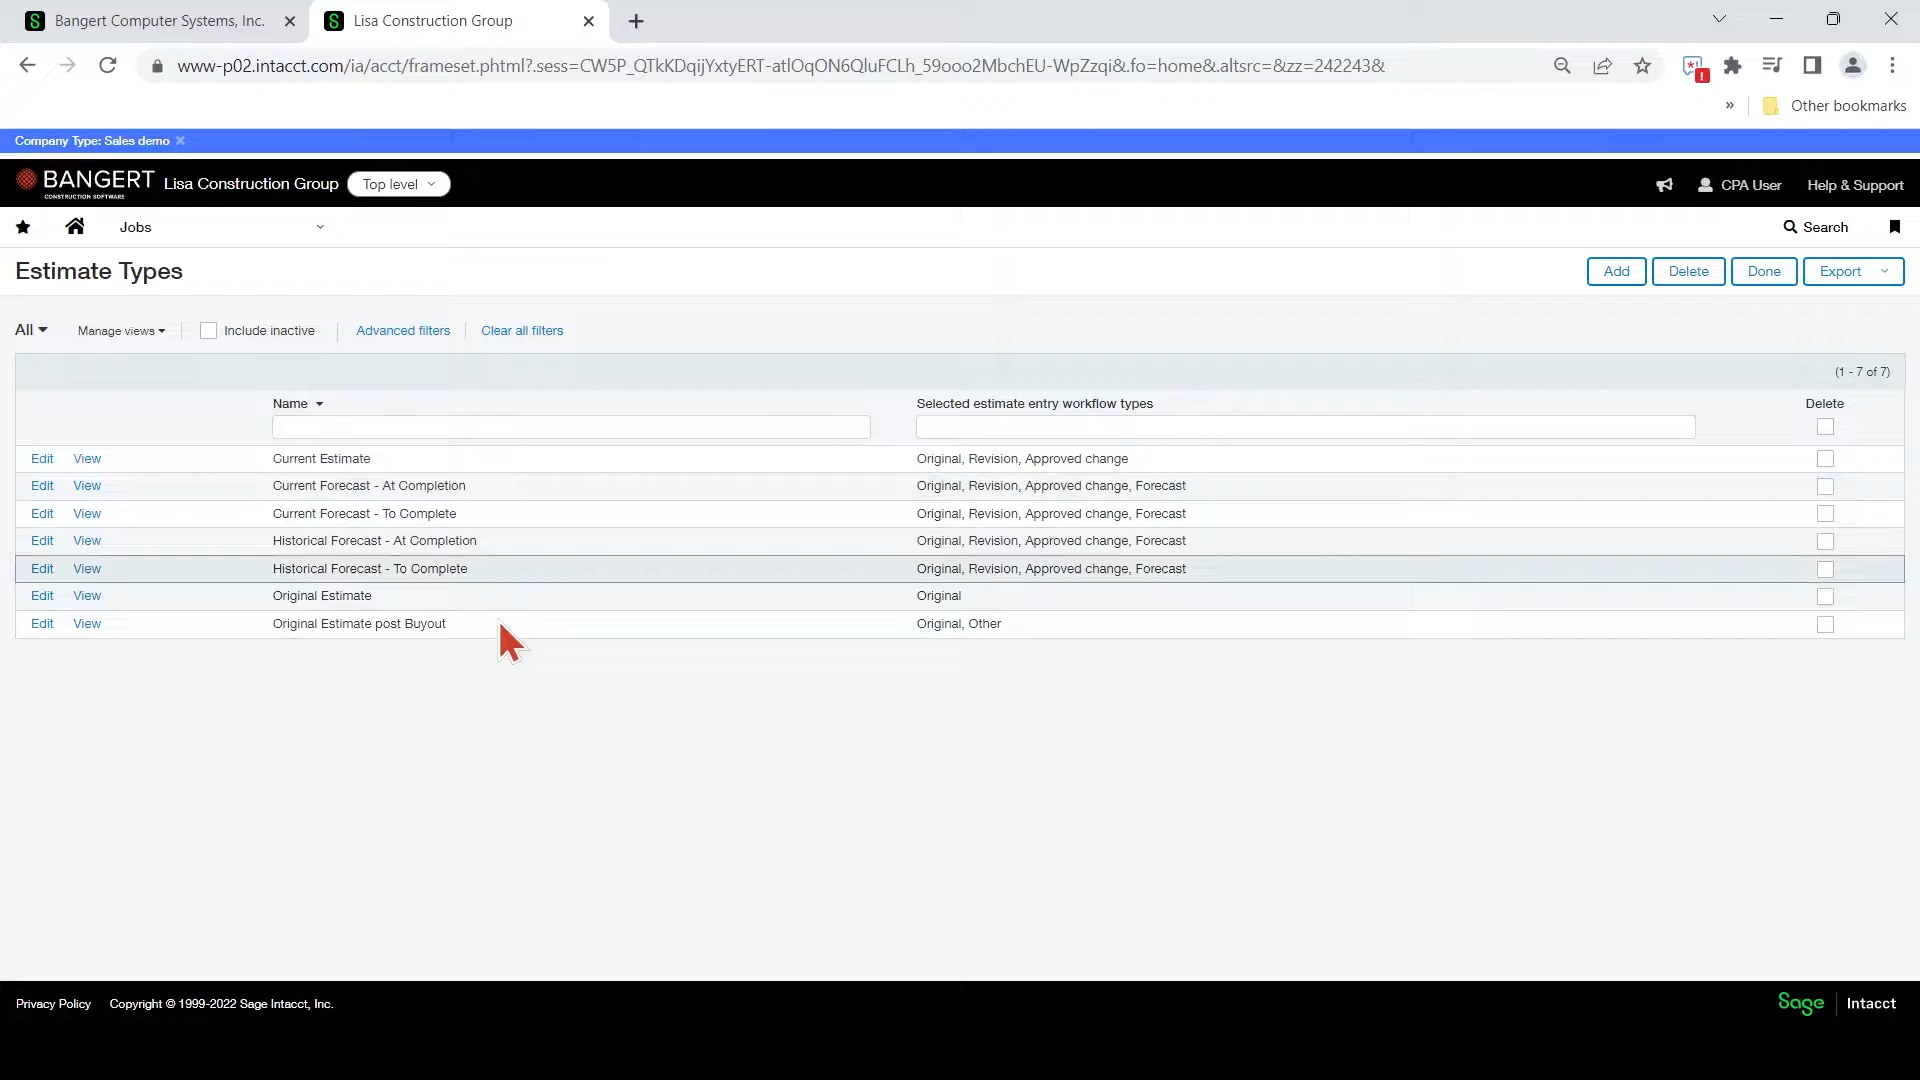 Bangert Computer Systems, Inc.
Lisa Construction Group
www-p02.intacct.com/ia/acct/frameset.phtml?.sess=CW5P_QTkKDqijYxtyERT-atlOqON6QluFCLh_59ooo2MbchEU-WpZzqi&.fo=home&.altsrc=&zz=242243&
» Other bookmarks
Company Type: Sales demo
BANGERT
CONSTRUCTION SOFTWARE
Lisa Construction Group Top level
CPA User Help & Support
Jobs Search
Estimate Types Add Delete Done Export
All Manage views Include inactive Advanced filters Clear all filters
(1 - 7 of 7)
Name Selected estimate entry workflow types Delete
Edit View Current Estimate Original, Revision, Approved change
Edit View Current Forecast - At Completion Original, Revision, Approved change, Forecast
Edit View Current Forecast - To Complete Original, Revision, Approved change, Forecast
Edit View Historical Forecast - At Completion Original, Revision, Approved change, Forecast
Edit View Historical Forecast - To Complete Original, Revision, Approved change, Forecast
Edit View Original Estimate Original
Edit View Original Estimate post Buyout Original, Other
Privacy Policy Copyright © 1999-2022 Sage Intacct, Inc. Sage Intacct